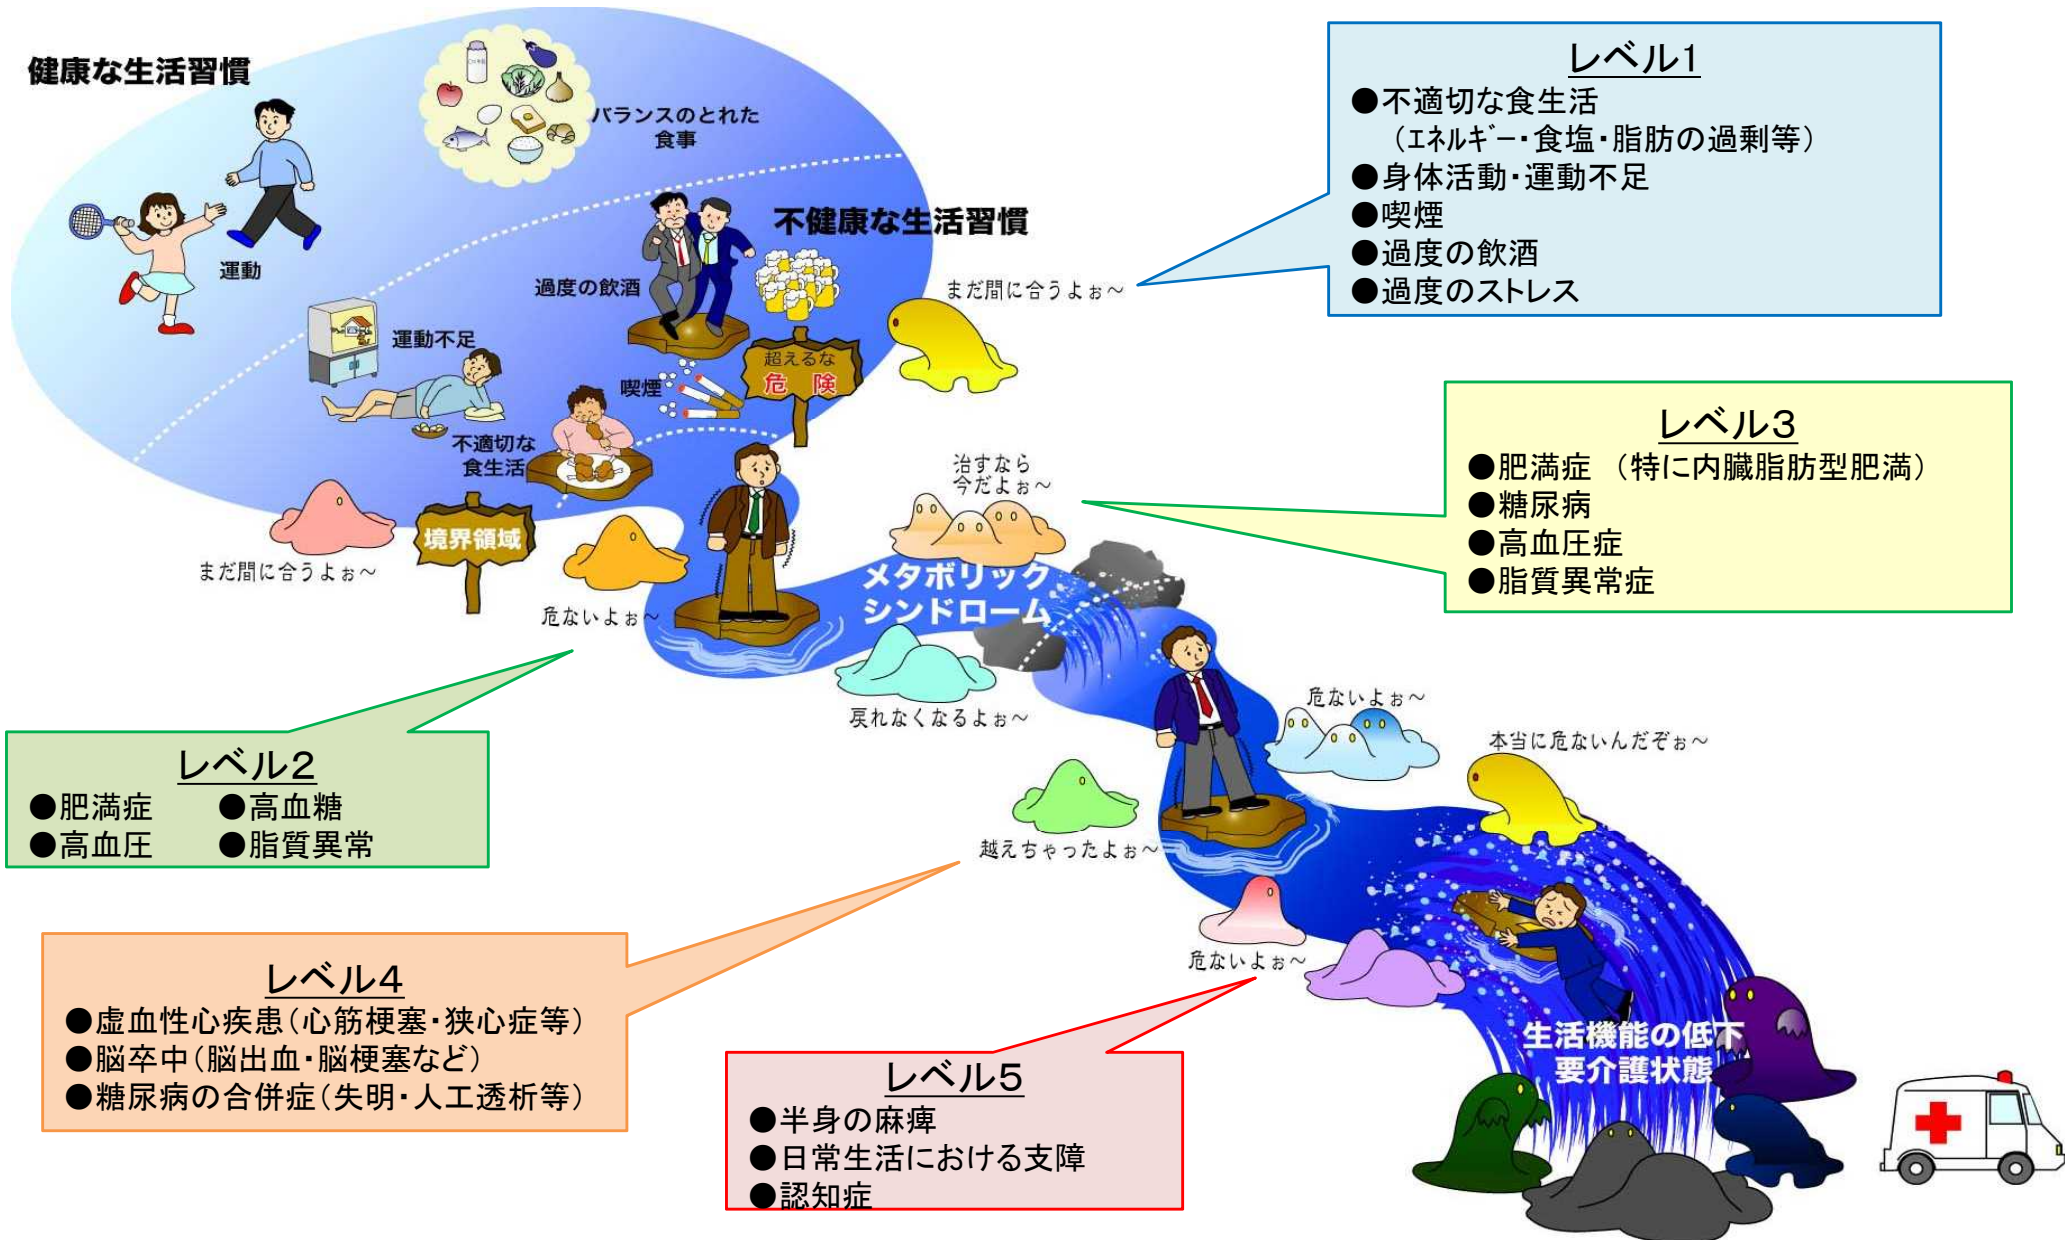 健康な生活習慣
バランスのとれた
食事
運動
不健康な生活習慣
過度の飲酒
まだ間に合うよぉ～
運動不足
喫煙
超えるな
危 険
不適切な
食生活
まだ間に合うよぉ～
境界領域
危ないよぉ～
治すなら
今だよぉ～
メタボリック
シンドローム
戻れなくなるよぉ～
危ないよぉ～
本当に危ないんだぞぉ～
越えちゃったよぉ～
危ないよぉ～
生活機能の低下
要介護状態
レベル1
●不適切な食生活
（エネルギー・食塩・脂肪の過剰等）
●身体活動・運動不足
●喫煙
●過度の飲酒
●過度のストレス
レベル2
●肥満症 ●高血糖
●高血圧 ●脂質異常
レベル3
●肥満症 （特に内臓脂肪型肥満）
●糖尿病
●高血圧症
●脂質異常症
レベル4
●虚血性心疾患（心筋梗塞・狭心症等）
●脳卒中（脳出血・脳梗塞など）
●糖尿病の合併症（失明・人工透析等）
レベル5
●半身の麻痺
●日常生活における支障
●認知症